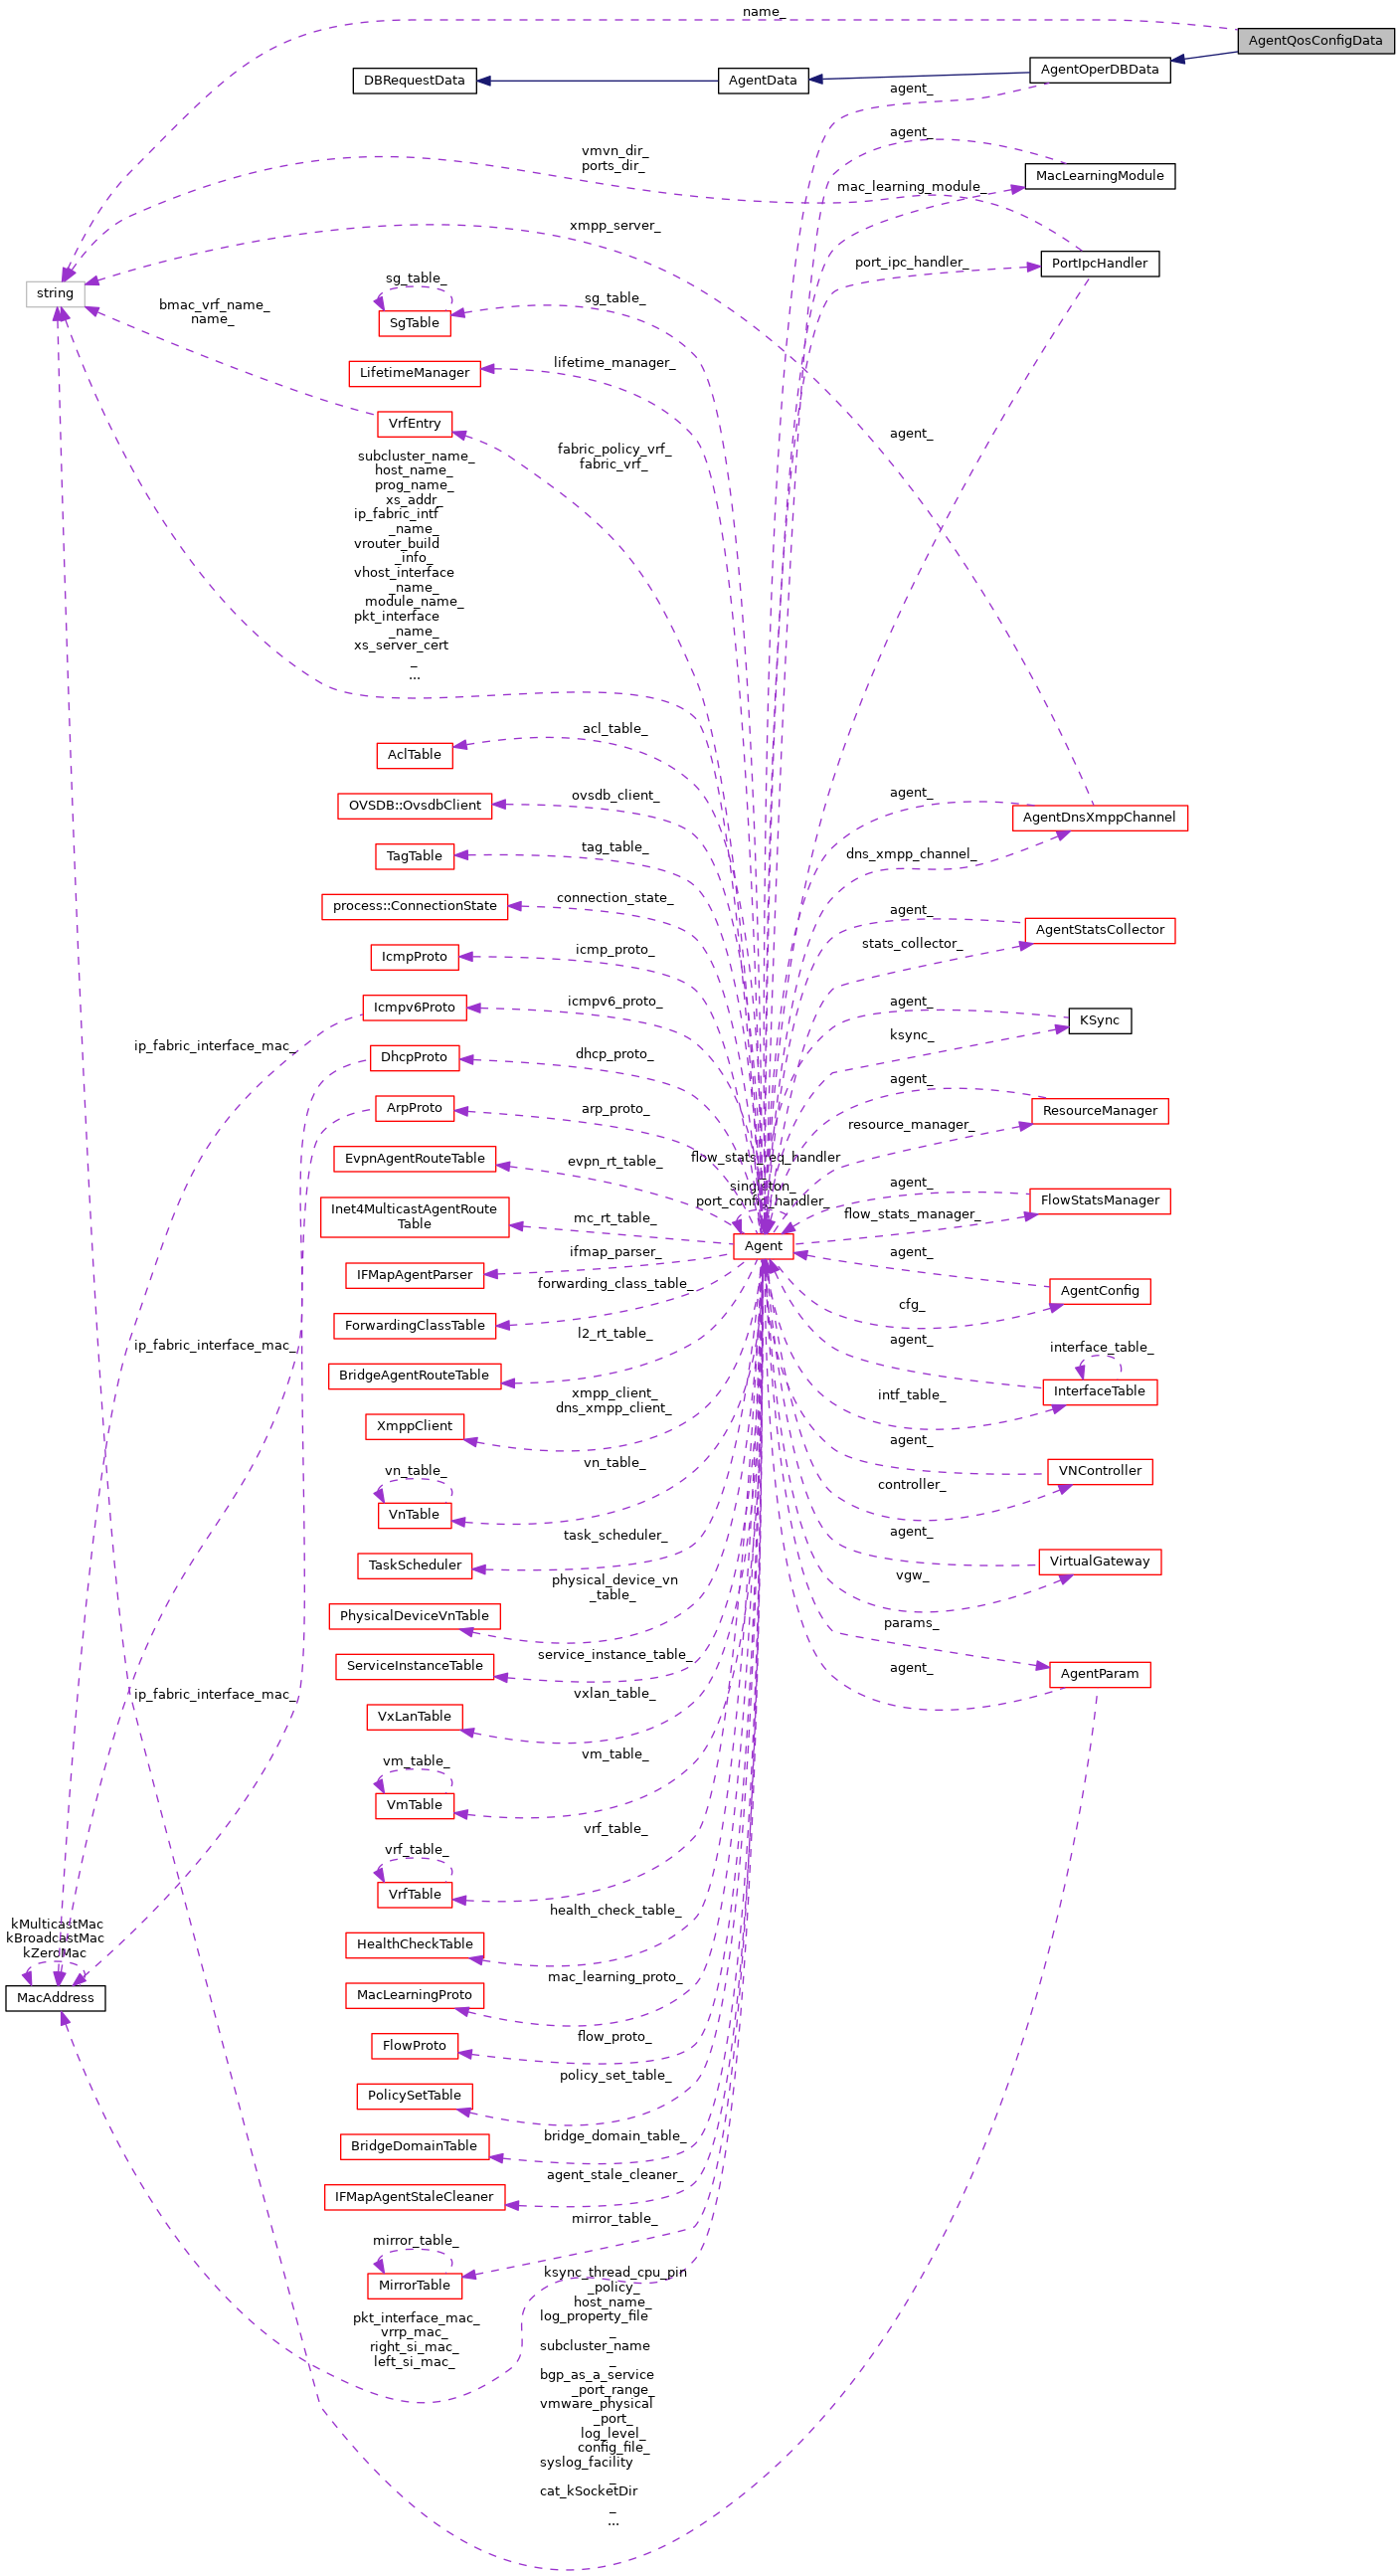 name_
AgentQosConfigData
AgentOperDBData
AgentData
DBRequestData
agent_
agent_
vmvn_dir_
ports_dir_
MacLearningModule
mac_learning_module_
xmpp_server_
PortIpcHandler
port_ipc_handler_
string
sg_table_
sg_table_
bmac_vrf_name_
name_
SgTable
lifetime_manager_
LifetimeManager
VrfEntry
agent_
fabric_policy_vrf_
fabric_vrf_
subcluster_name_
host_name_
prog_name_
xs_addr_
ip_fabric_intf
_name_
vrouter_build
_info_
vhost_interface
_name_
module_name_
pkt_interface
_name_
xs_server_cert
_
...
acl_table_
AclTable
ovsdb_client_
OVSDB::OvsdbClient
agent_
AgentDnsXmppChannel
tag_table_
TagTable
dns_xmpp_channel_
connection_state_
process::ConnectionState
agent_
AgentStatsCollector
stats_collector_
icmp_proto_
IcmpProto
icmpv6_proto_
Icmpv6Proto
agent_
KSync
ksync_
ip_fabric_interface_mac_
dhcp_proto_
DhcpProto
agent_
arp_proto_
ArpProto
ResourceManager
resource_manager_
evpn_rt_table_
EvpnAgentRouteTable
flow_stats_req_handler
_
singleton_
port_config_handler_
agent_
FlowStatsManager
flow_stats_manager_
Inet4MulticastAgentRoute
Table
mc_rt_table_
Agent
ifmap_parser_
IFMapAgentParser
agent_
AgentConfig
cfg_
forwarding_class_table_
ForwardingClassTable
l2_rt_table_
BridgeAgentRouteTable
ip_fabric_interface_mac_
agent_
interface_table_
InterfaceTable
intf_table_
xmpp_client_
dns_xmpp_client_
XmppClient
agent_
vn_table_
vn_table_
VnTable
VNController
controller_
task_scheduler_
TaskScheduler
agent_
VirtualGateway
vgw_
physical_device_vn
_table_
PhysicalDeviceVnTable
params_
service_instance_table_
ServiceInstanceTable
agent_
AgentParam
ip_fabric_interface_mac_
vxlan_table_
VxLanTable
vm_table_
vm_table_
VmTable
vrf_table_
vrf_table_
VrfTable
health_check_table_
HealthCheckTable
kMulticastMac
kBroadcastMac
kZeroMac
MacAddress
mac_learning_proto_
MacLearningProto
flow_proto_
FlowProto
policy_set_table_
PolicySetTable
bridge_domain_table_
BridgeDomainTable
agent_stale_cleaner_
IFMapAgentStaleCleaner
mirror_table_
mirror_table_
MirrorTable
pkt_interface_mac_
vrrp_mac_
right_si_mac_
left_si_mac_
ksync_thread_cpu_pin
_policy_
host_name_
log_property_file
_
subcluster_name
_
bgp_as_a_service
_port_range_
vmware_physical
_port_
log_level_
config_file_
syslog_facility
_
cat_kSocketDir
_
...